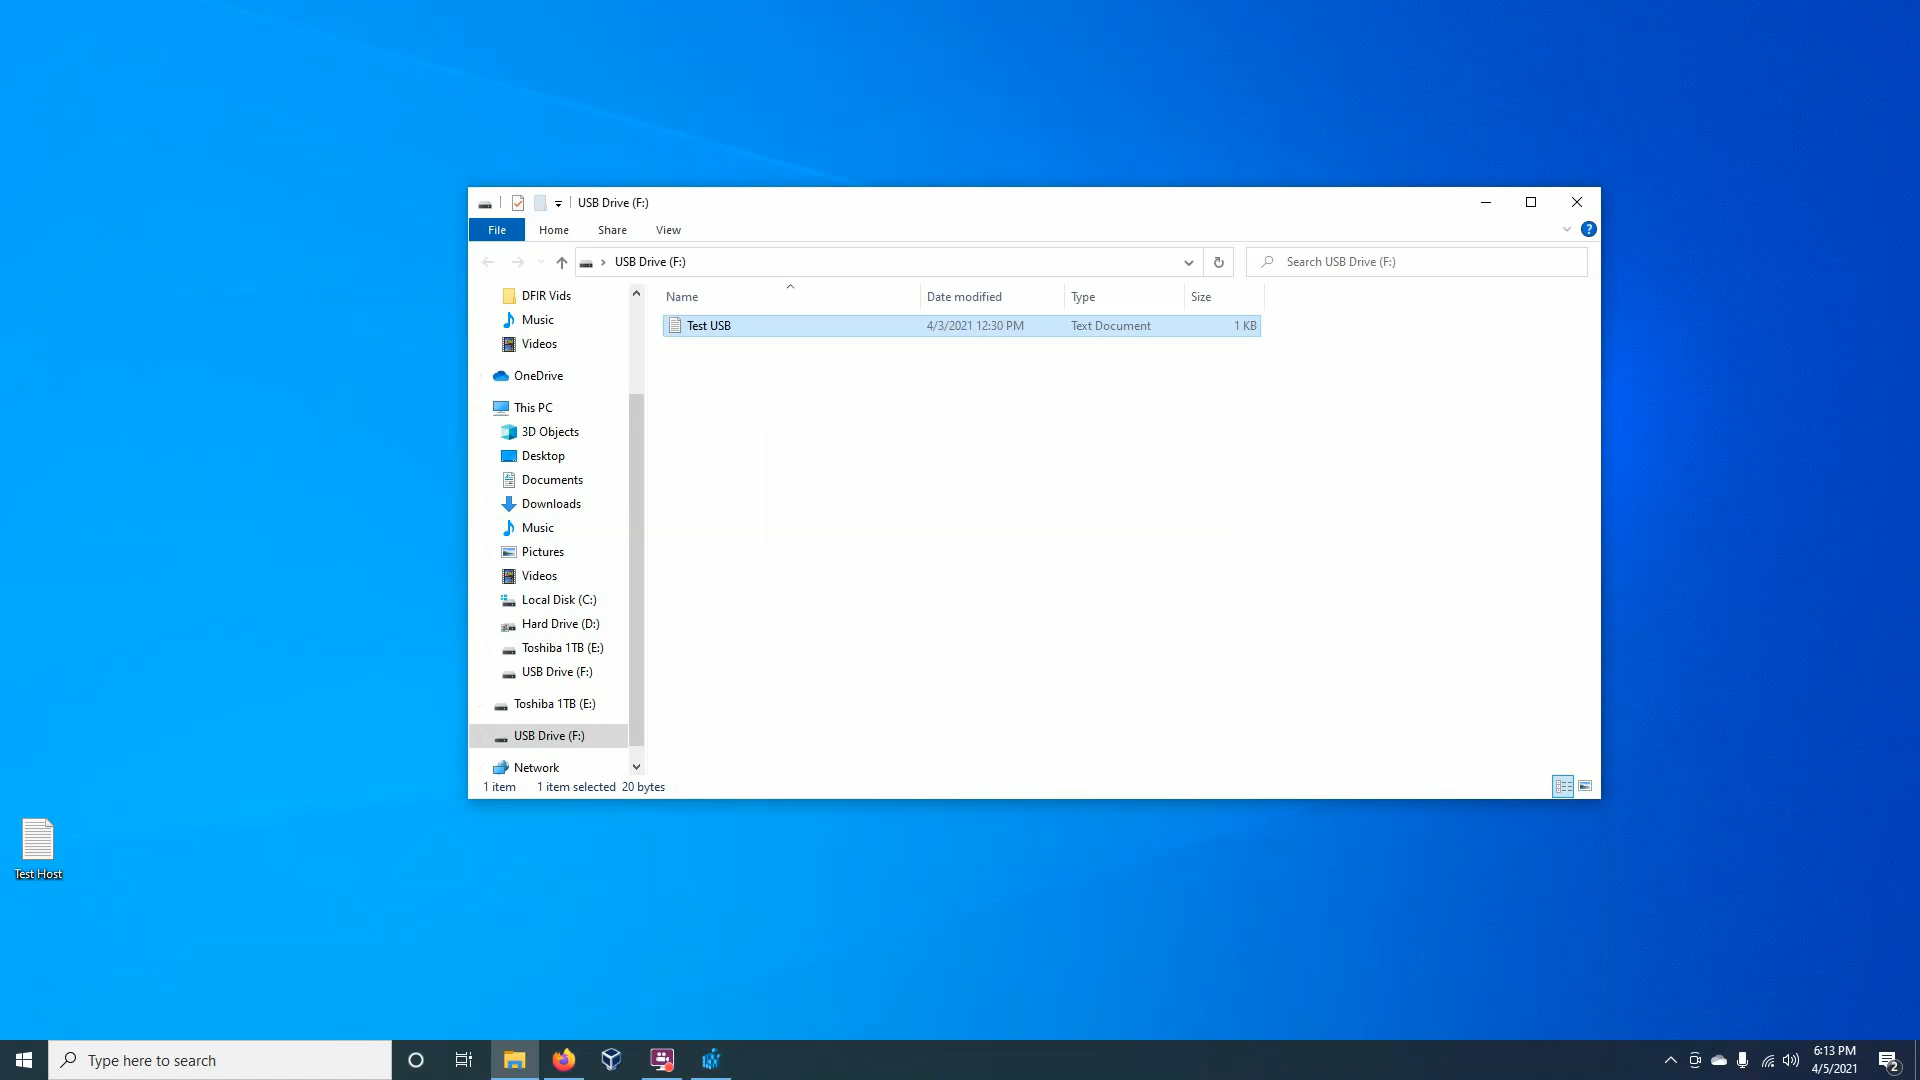 USB Drive (F:)
File Home Share View
USB Drive (F:)
Search USB Drive (F:)
Name Date modified Type Size
Test USB 4/3/2021 12:30 PM Text Document 1 KB
DFIR Vids
Music
Videos
OneDrive
This PC
3D Objects
Desktop
Documents
Downloads
Music
Pictures
Videos
Local Disk (C:)
Hard Drive (D:)
Toshiba 1TB (E:)
USB Drive (F:)
Toshiba 1TB (E:)
USB Drive (F:)
Network
1 item 1 item selected 20 bytes
Test Host
Type here to search
6:13 PM
4/5/2021
2